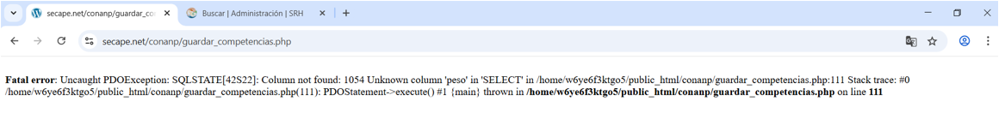 secape.net/conanp/guardar_co
Buscar | Administración | SRH
secape.net/conanp/guardar_competencias.php
Fatal error: Uncaught PDOException: SQLSTATE[42S22]: Column not found: 1054 Unknown column 'peso' in 'SELECT' in /home/w6ye6f3ktgo5/public_html/conanp/guardar_competencias.php:111 Stack trace: #0
/home/w6ye6f3ktgo5/public_html/conanp/guardar_competencias.php(111): PDOStatement->execute() #1 {main} thrown in /home/w6ye6f3ktgo5/public_html/conanp/guardar_competencias.php on line 111